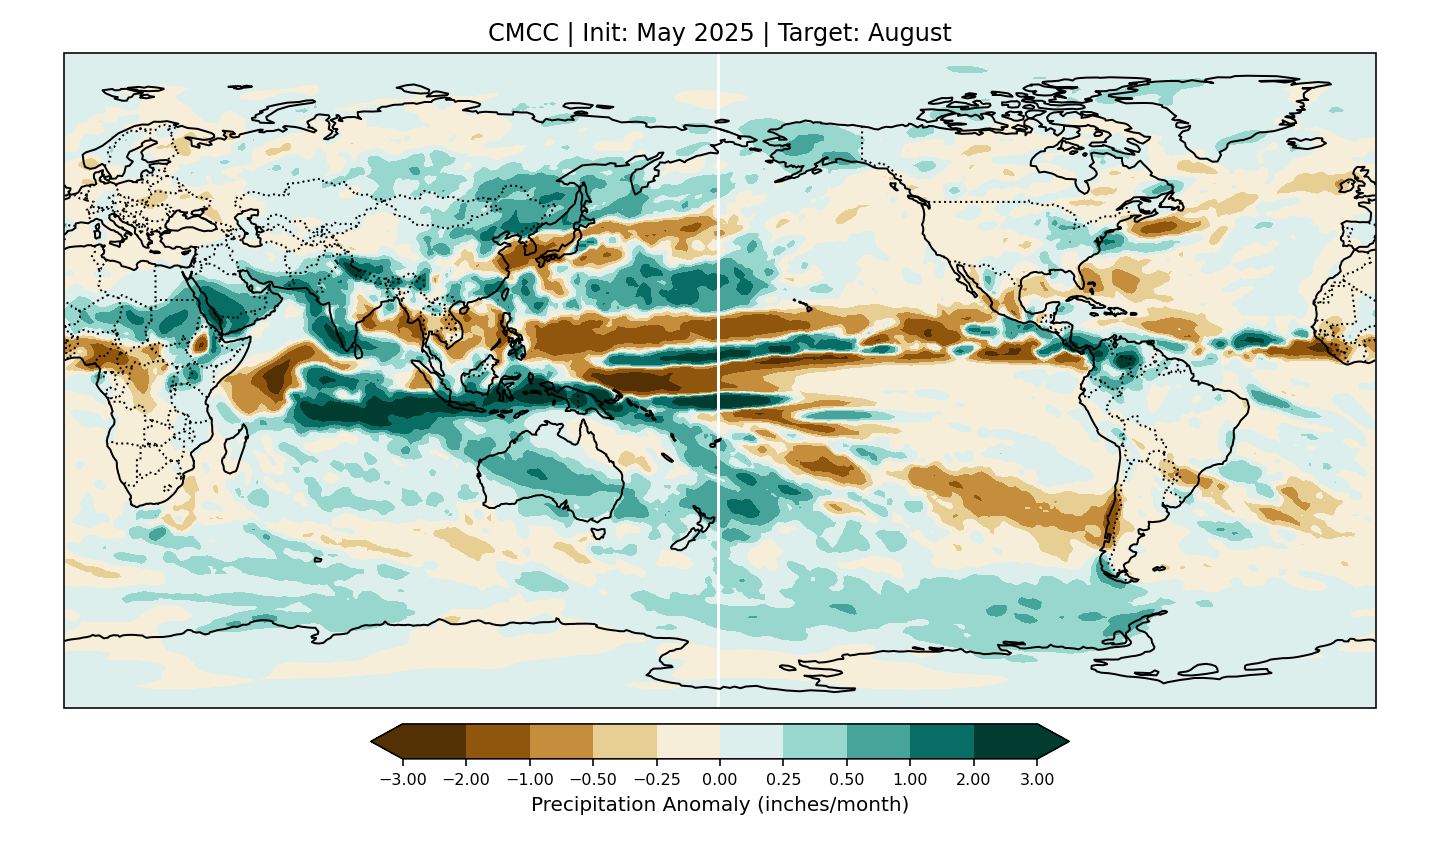 CMCC | Init: May 2025 | Target: August
−3.00 −2.00 −1.00 −0.50 −0.25 0.00 0.25 0.50 1.00 2.00 3.00
Precipitation Anomaly (inches/month)